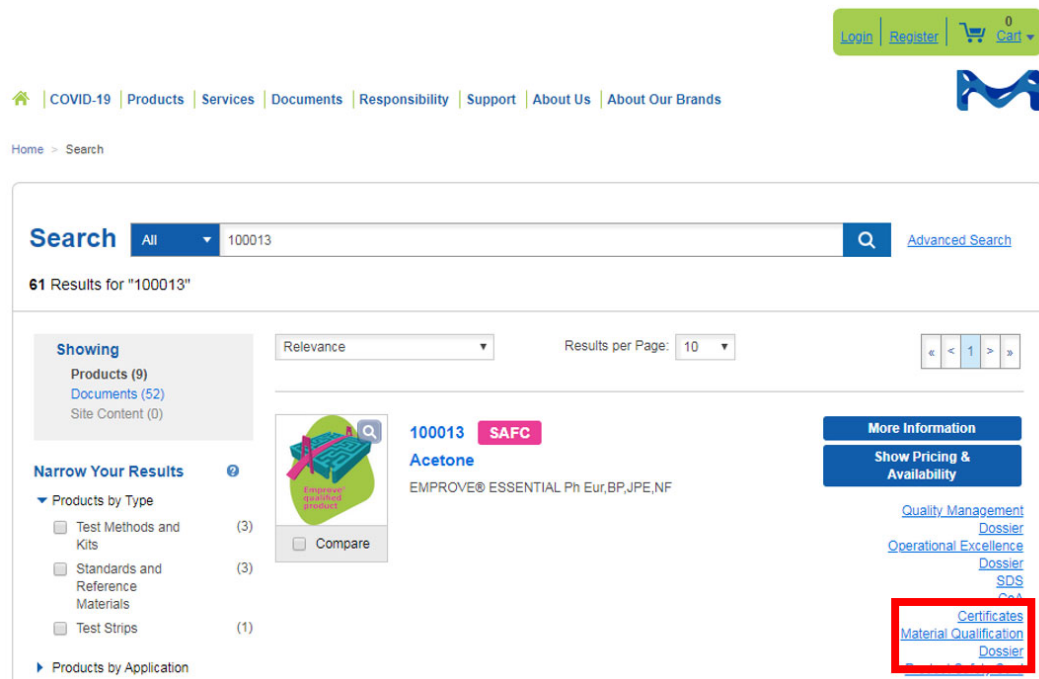 0
Login Register Cart
COVID-19 Products Services Documents Responsibility Support About Us About Our Brands
Home > Search
Search All 100013 Advanced Search
61 Results for "100013"
Showing
Products (9)
Documents (52)
Site Content (0)
Relevance Results per Page: 10 « < 1 > »
Narrow Your Results ?
Products by Type
Test Methods and Kits (3)
Standards and Reference Materials (3)
Test Strips (1)
Products by Application
Emprove®
qualified
product
Compare
100013 SAFC
Acetone
EMPROVE® ESSENTIAL Ph Eur,BP,JPE,NF
More Information
Show Pricing &
Availability
Quality Management
Dossier
Operational Excellence
Dossier
SDS
CoA
Certificates
Material Qualification
Dossier